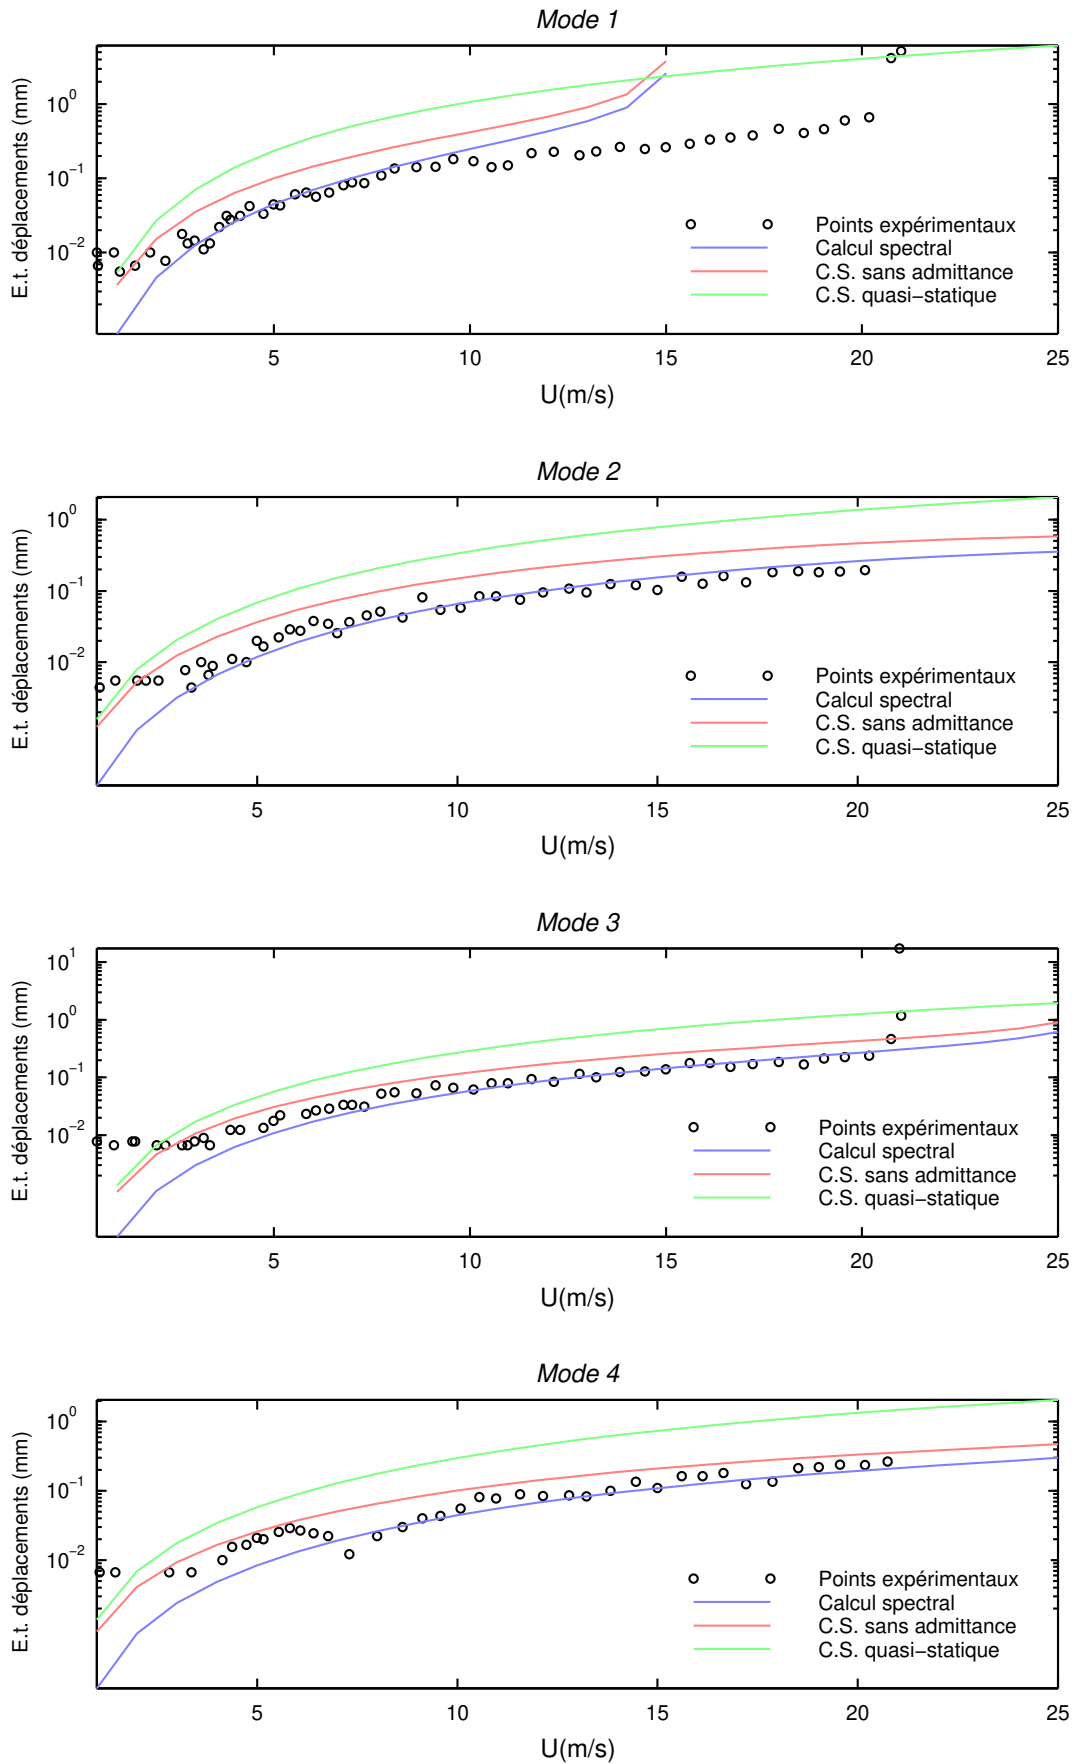 Mode 1
E.t. déplacements (mm)
10^0
10^−1
10^−2
Points expérimentaux
Calcul spectral
C.S. sans admittance
C.S. quasi−statique
5 10 15 20 25
U(m/s)
Mode 2
E.t. déplacements (mm)
10^0
10^−1
10^−2
Points expérimentaux
Calcul spectral
C.S. sans admittance
C.S. quasi−statique
5 10 15 20 25
U(m/s)
Mode 3
E.t. déplacements (mm)
10^1
10^0
10^−1
10^−2
Points expérimentaux
Calcul spectral
C.S. sans admittance
C.S. quasi−statique
5 10 15 20 25
U(m/s)
Mode 4
E.t. déplacements (mm)
10^0
10^−1
10^−2
Points expérimentaux
Calcul spectral
C.S. sans admittance
C.S. quasi−statique
5 10 15 20 25
U(m/s)